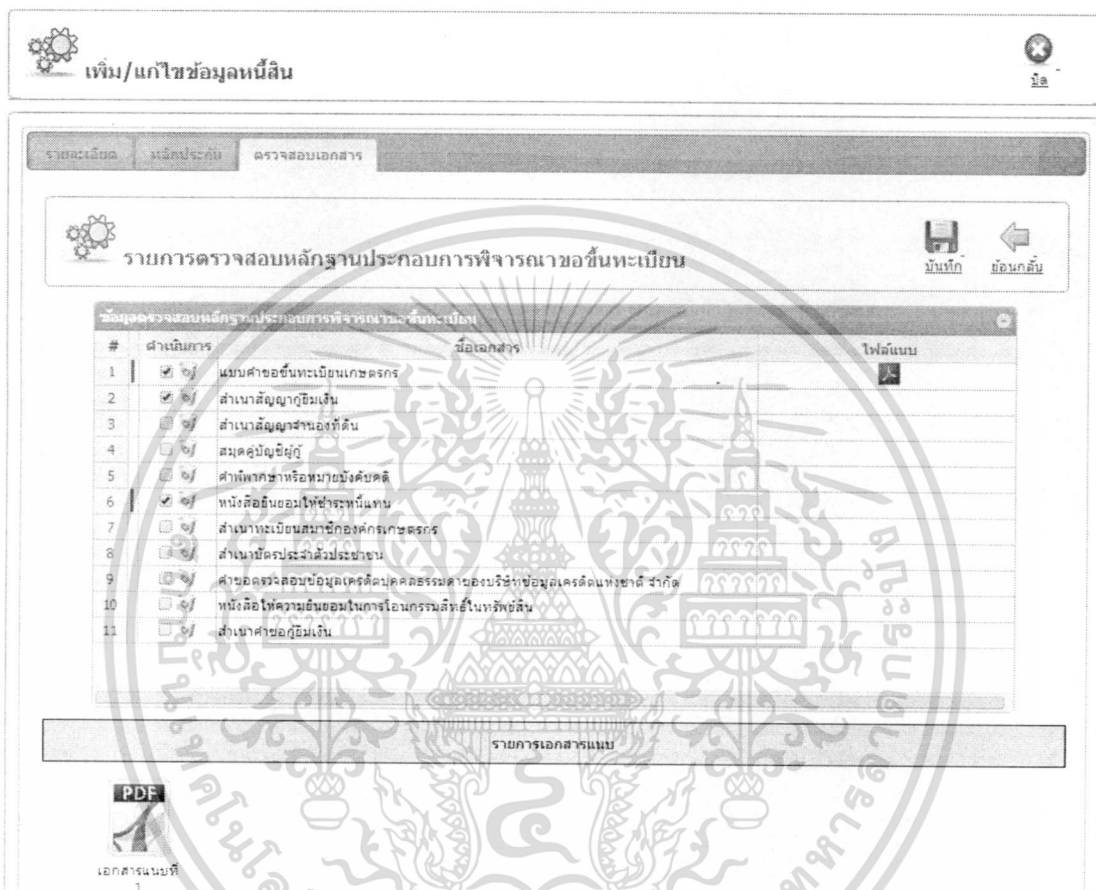 เพิ่ม/แก้ไขข้อมูลหนี้สิน
ปิด
รายละเอียด หลักประกัน ตรวจสอบเอกสาร
รายการตรวจสอบหลักฐานประกอบการพิจารณาขอขึ้นทะเบียน
บันทึก ย้อนกลับ
ข้อมูลตรวจสอบหลักฐานประกอบการพิจารณาขอขึ้นทะเบียน
# ดำเนินการ ชื่อเอกสาร ไฟล์แนบ
1 แบบคำขอขึ้นทะเบียนเกษตรกร
2 สำเนาสัญญากู้ยืมเงิน
3 สำเนาสัญญาจำนองที่ดิน
4 สมุดคู่บัญชีผู้กู้
5 คำพิพากษาหรือหมายบังคับคดี
6 หนังสือยินยอมให้ชำระหนี้แทน
7 สำเนาทะเบียนสมาชิกองค์กรเกษตรกร
8 สำเนาบัตรประจำตัวประชาชน
9 คำขอตรวจสอบข้อมูลเครดิตบุคคลธรรมดาของบริษัทข้อมูลเครดิตแห่งชาติ จำกัด
10 หนังสือให้ความยินยอมในการโอนกรรมสิทธิ์ในทรัพย์สิน
11 สำเนาคำขอกู้ยืมเงิน
รายการเอกสารแนบ
PDF
เอกสารแนบที่
1